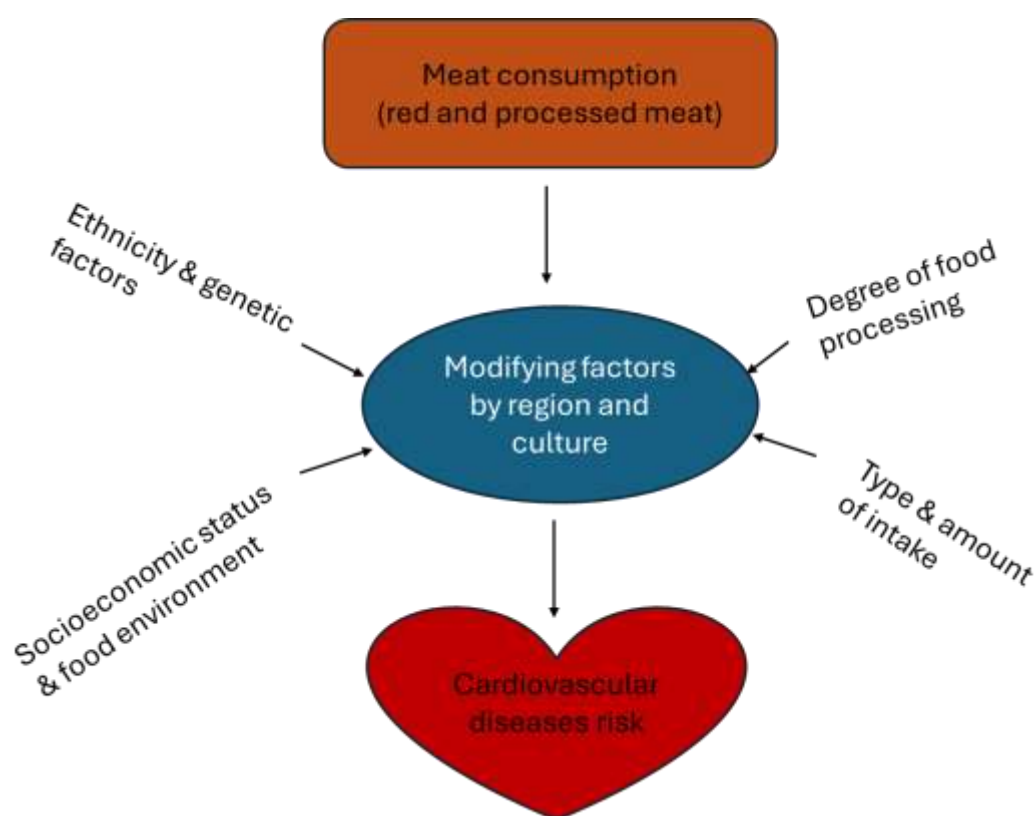 Meat consumption
(red and processed meat)
Ethnicity & genetic
factors
Degree of food
processing
Modifying factors
by region and
culture
Socioeconomic status
& food environment
Type & amount
of intake
Cardiovascular
diseases risk